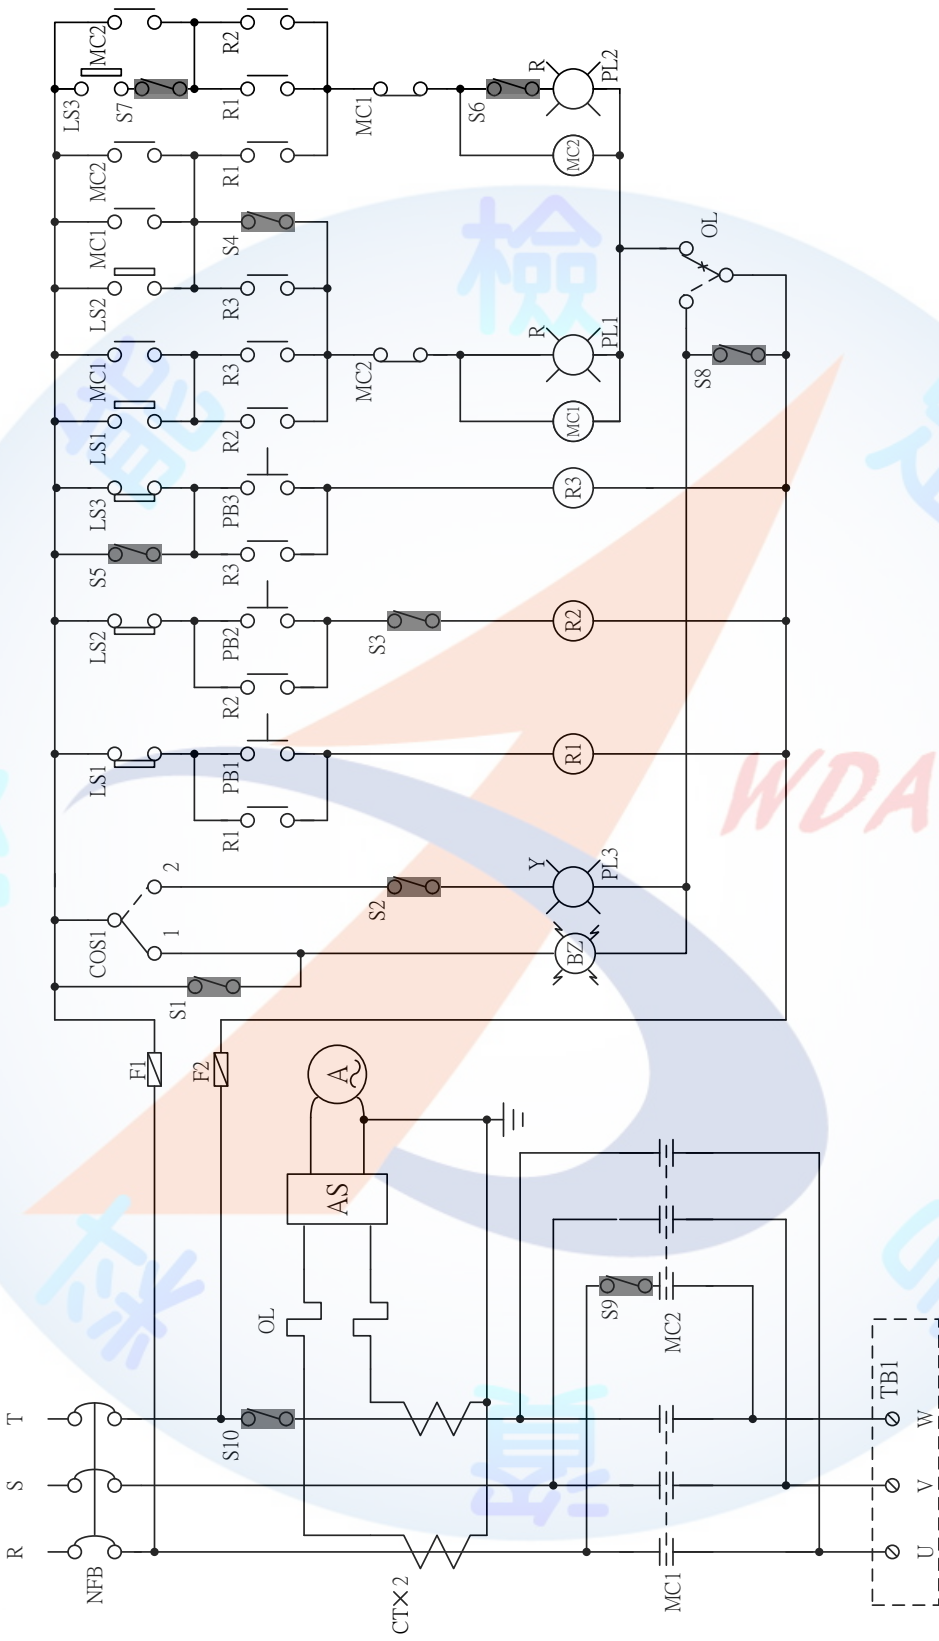 R S T
NFB
F1
F2
S10
CT×2
OL
AS
A
MC1
S9
MC2
TB1
U V W
S1
COS1
1
2
BZ
S2
Y
PL3
LS1
R1
PB1
R1
LS2
R2
PB2
S3
R2
S5
LS3
R3
PB3
R3
LS1
MC1
R2
R3
MC2
MC1
R
PL1
LS2
MC1
MC2
R3
S4
R1
S8
OL
LS3
S7
MC2
R1
R2
MC1
S6
MC2
R
PL2
WDA
檢
能